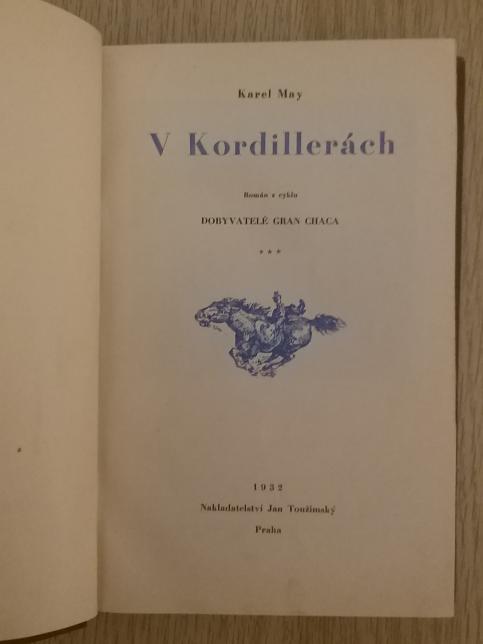 Karel May
V Kordillerách
Román z cyklu
DOBYVATELÉ GRAN CHACA
***
1932
Nakladatelství Jan Toužimský
Praha